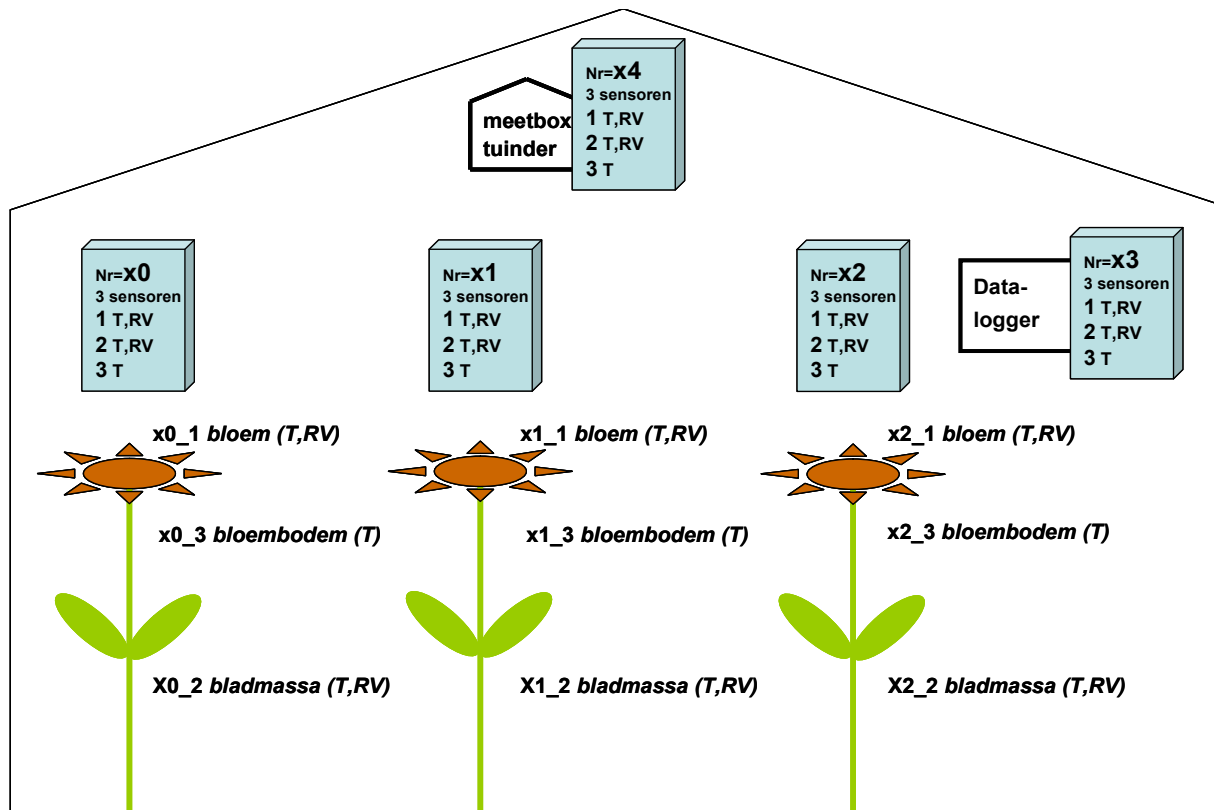 Nr=x4
3 sensoren
1 T,RV
2 T,RV
3 T
meetbox
tuinder
Nr=x0
3 sensoren
1 T,RV
2 T,RV
3 T
Nr=x1
3 sensoren
1 T,RV
2 T,RV
3 T
Nr=x2
3 sensoren
1 T,RV
2 T,RV
3 T
Data-
logger
Nr=x3
3 sensoren
1 T,RV
2 T,RV
3 T
x0_1 bloem (T,RV)
x1_1 bloem (T,RV)
x2_1 bloem (T,RV)
x0_3 bloembodem (T)
x1_3 bloembodem (T)
x2_3 bloembodem (T)
X0_2 bladmassa (T,RV)
X1_2 bladmassa (T,RV)
X2_2 bladmassa (T,RV)